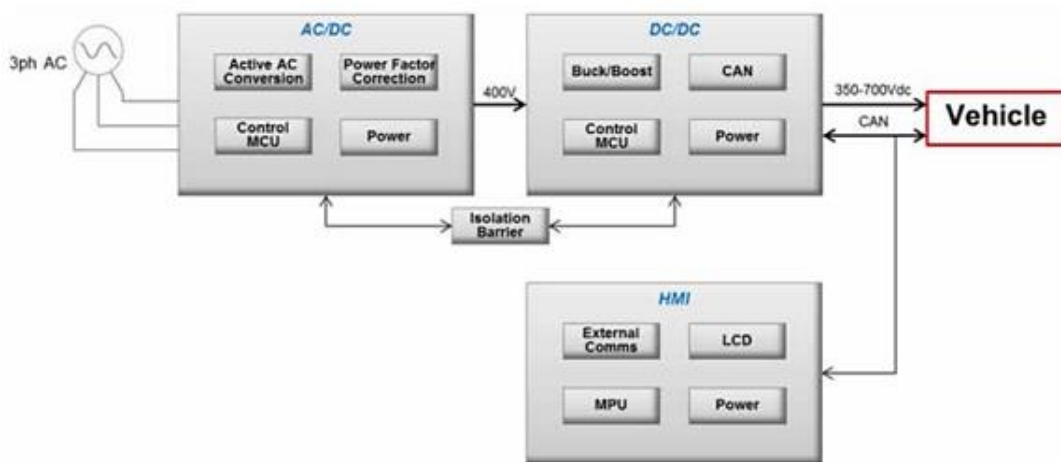 3ph AC
AC/DC
Active AC
Conversion
Power Factor
Correction
Control
MCU
Power
400V
DC/DC
Buck/Boost
CAN
Control
MCU
Power
350-700Vdc
CAN
Vehicle
Isolation
Barrier
HMI
External
Comms
LCD
MPU
Power